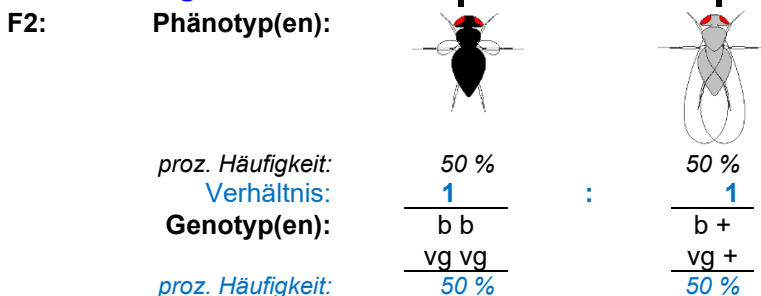 F2: Phänotyp(en):
proz. Häufigkeit: 50 % 50 %
Verhältnis: 1 : 1
Genotyp(en): b b b +
vg vg vg +
proz. Häufigkeit: 50 % 50 %